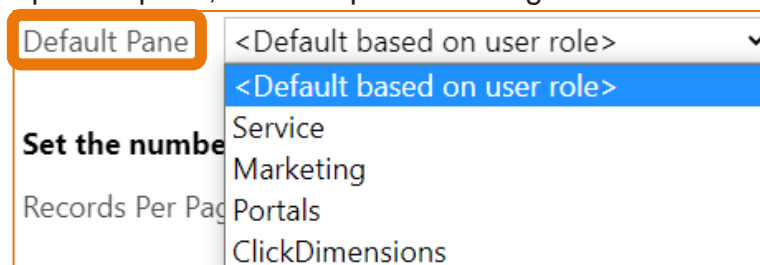 Default Pane <Default based on user role>
<Default based on user role>
Service
Set the numbe
Marketing
Records Per Pag
Portals
ClickDimensions